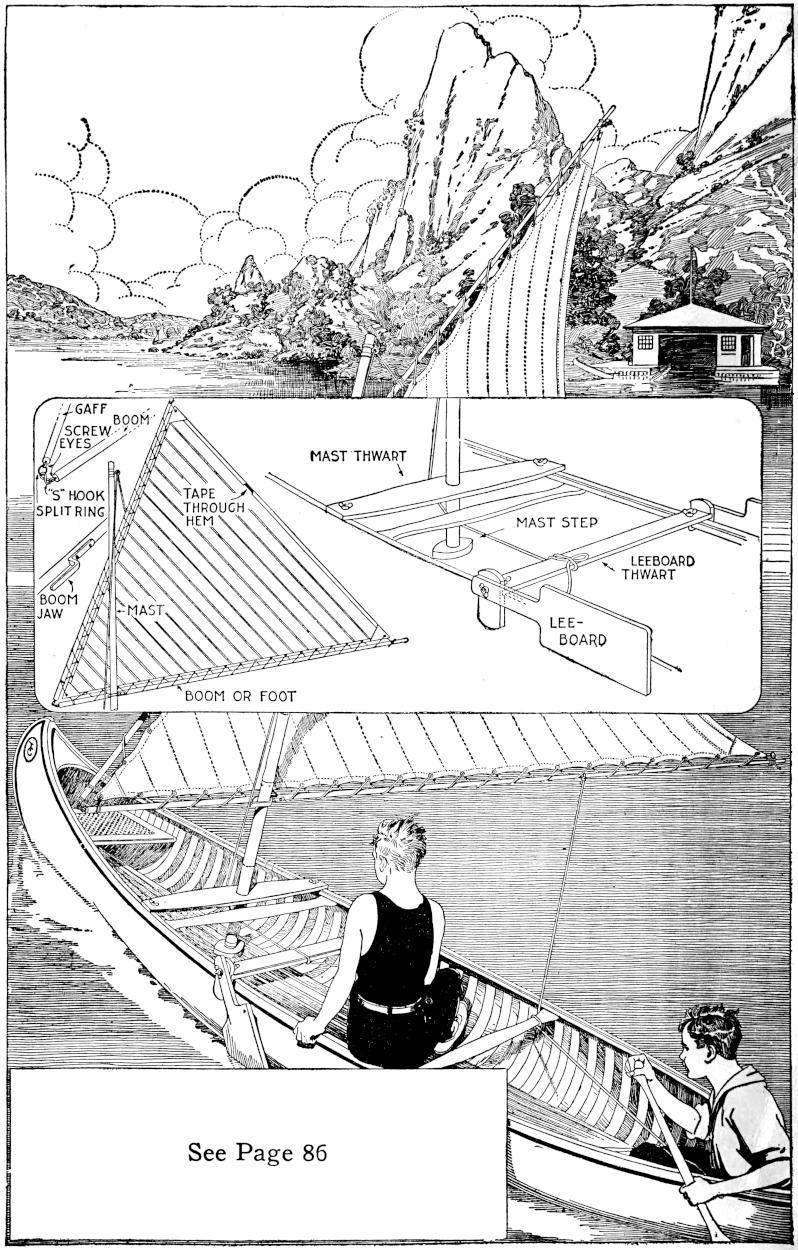 GAFF
SCREW
EYES
BOOM
"S" HOOK
SPLIT RING
BOOM
JAW
TAPE
THROUGH
HEM
MAST
BOOM OR FOOT
MAST THWART
MAST STEP
LEEBOARD
THWART
LEE-
BOARD
See Page 86